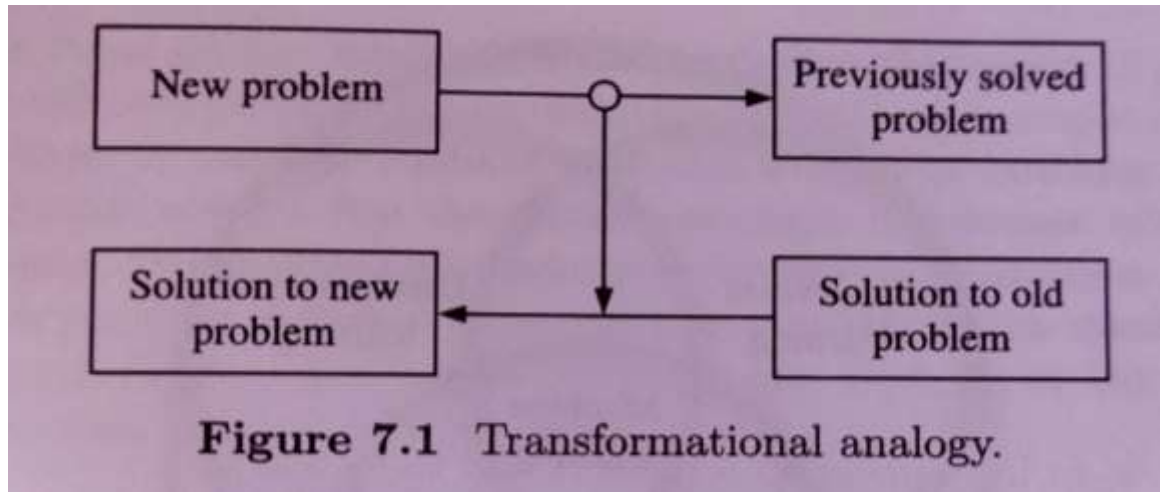 New problem
Previously solved
problem
Solution to new
problem
Solution to old
problem
Figure 7.1 Transformational analogy.